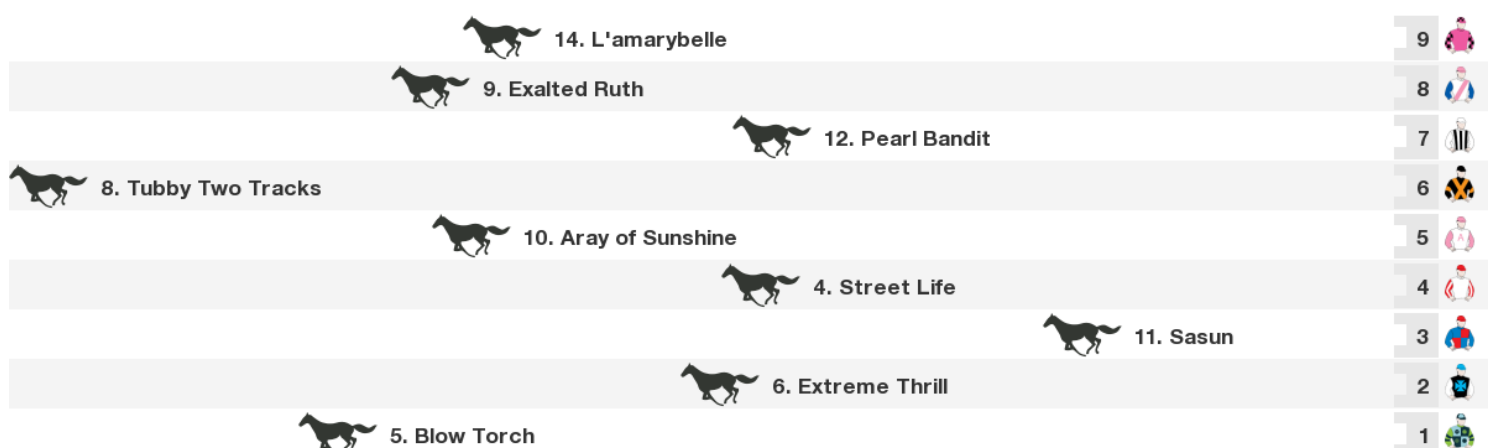 14. L'amarybelle 9
9. Exalted Ruth 8
12. Pearl Bandit 7
8. Tubby Two Tracks 6
10. Aray of Sunshine 5
4. Street Life 4
11. Sasun 3
6. Extreme Thrill 2
5. Blow Torch 1